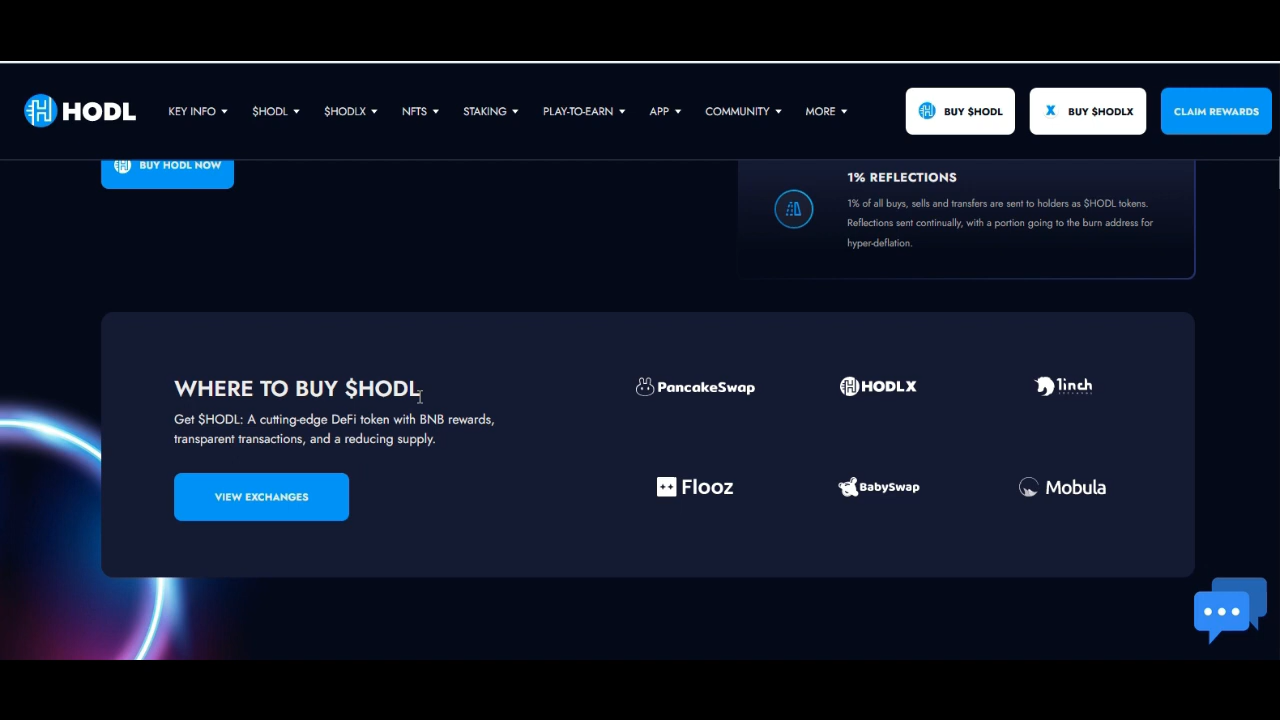 HODL
KEY INFO
$HODL
$HODLX
NFTS
STAKING
PLAY-TO-EARN
APP
COMMUNITY
MORE
BUY $HODL
BUY $HODLX
CLAIM REWARDS
BUY HODL NOW
1% REFLECTIONS
1% of all buys, sells and transfers are sent to holders as $HODL tokens.
Reflections sent continually, with a portion going to the burn address for
hyper-deflation.
WHERE TO BUY $HODL
Get $HODL: A cutting-edge DeFi token with BNB rewards,
transparent transactions, and a reducing supply.
VIEW EXCHANGES
PancakeSwap
HODLX
1inch
Flooz
BabySwap
Mobula